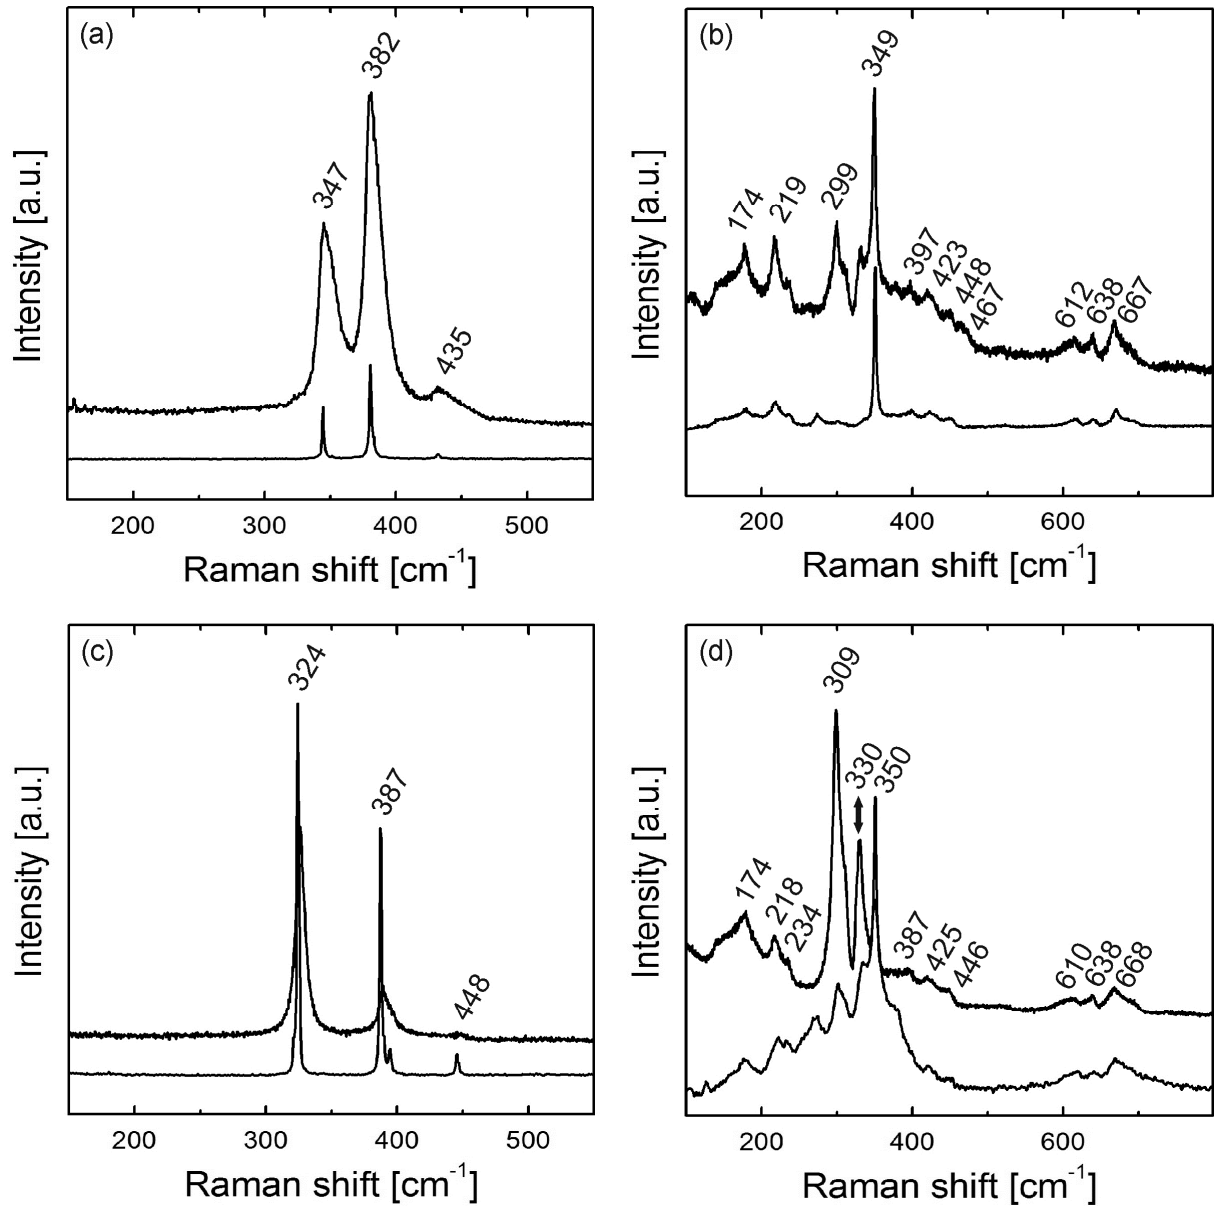 (a)
382
347
435
Intensity [a.u.]
200 300 400 500
Raman shift [cm-1]
(b)
349
174 219 299
397
423
448
467
612 638 667
Intensity [a.u.]
200 400 600
Raman shift [cm-1]
(c)
324
387
448
Intensity [a.u.]
200 300 400 500
Raman shift [cm-1]
(d)
309
330 350
174
218
234
387 425 446
610 638 668
Intensity [a.u.]
200 400 600
Raman shift [cm-1]